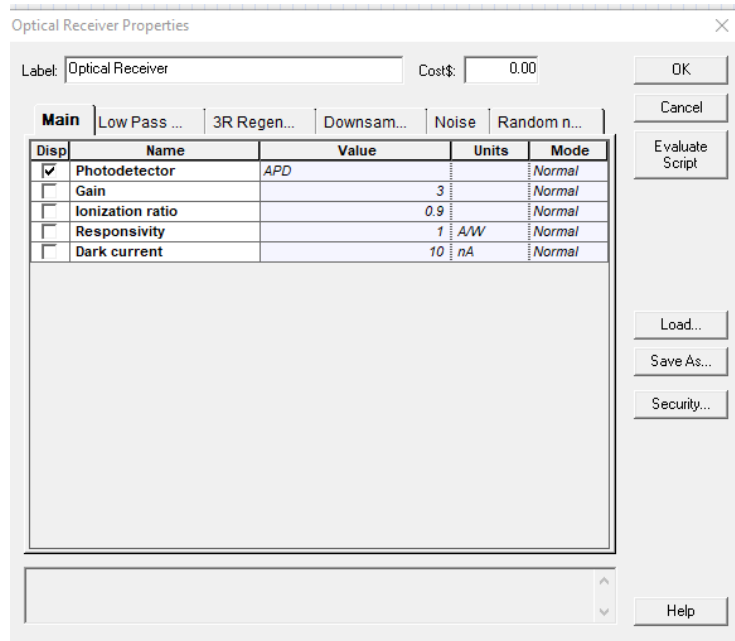 Optical Receiver Properties
Label: Optical Receiver Cost$: 0.00 OK
Cancel
Main Low Pass ... 3R Regen... Downsam... Noise Random n...
Evaluate
Script
Disp Name Value Units Mode
Photodetector APD Normal
Gain 3 Normal
Ionization ratio 0.9 Normal
Responsivity 1 A/W Normal
Dark current 10 nA Normal
Load...
Save As...
Security...
Help